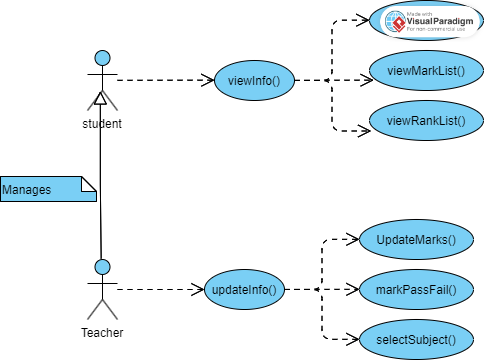 Made with
Visual Paradigm
For non-commercial use
viewInfo()
viewMarkList()
viewRankList()
student
Manages
UpdateMarks()
updateInfo()
markPassFail()
selectSubject()
Teacher